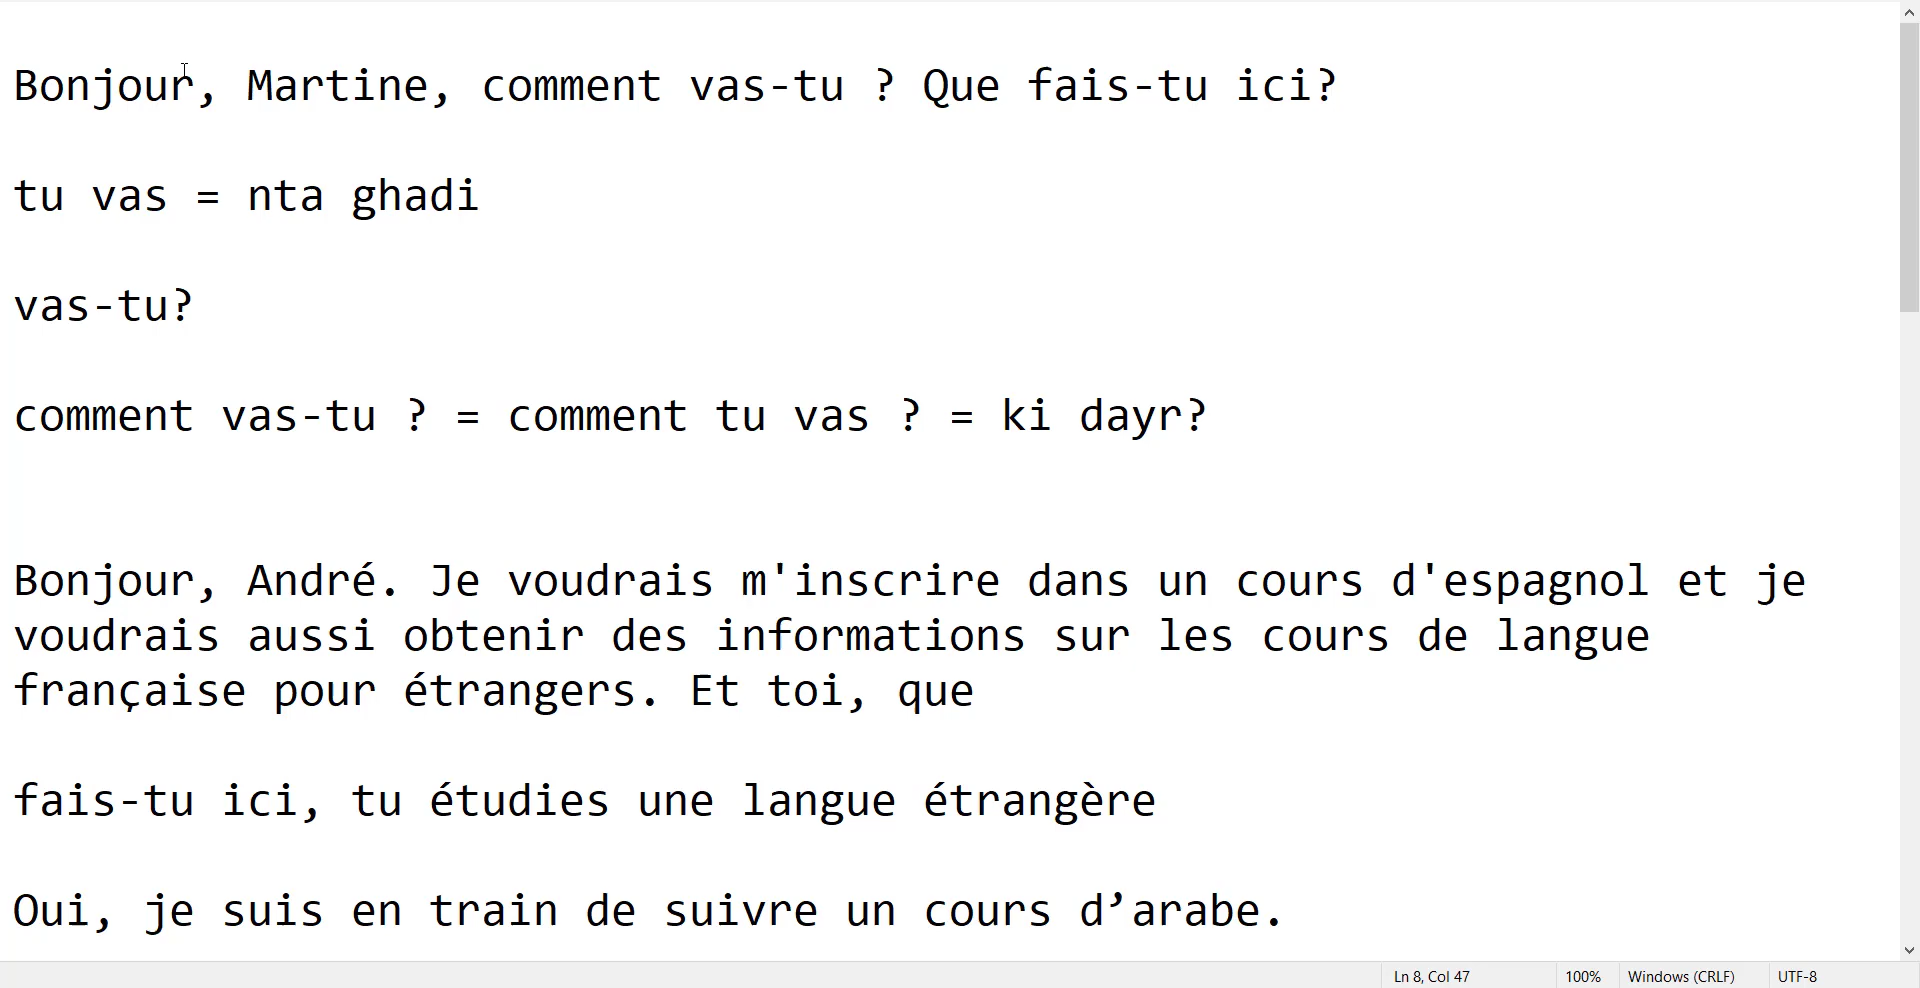 Bonjour, Martine, comment vas-tu ? Que fais-tu ici?
tu vas = nta ghadi
vas-tu?
comment vas-tu ? = comment tu vas ? = ki dayr?
Bonjour, André. Je voudrais m'inscrire dans un cours d'espagnol et je
voudrais aussi obtenir des informations sur les cours de langue
française pour étrangers. Et toi, que
fais-tu ici, tu étudies une langue étrangère
Oui, je suis en train de suivre un cours d’arabe.
Ln 8, Col 47 100% Windows (CRLF) UTF-8